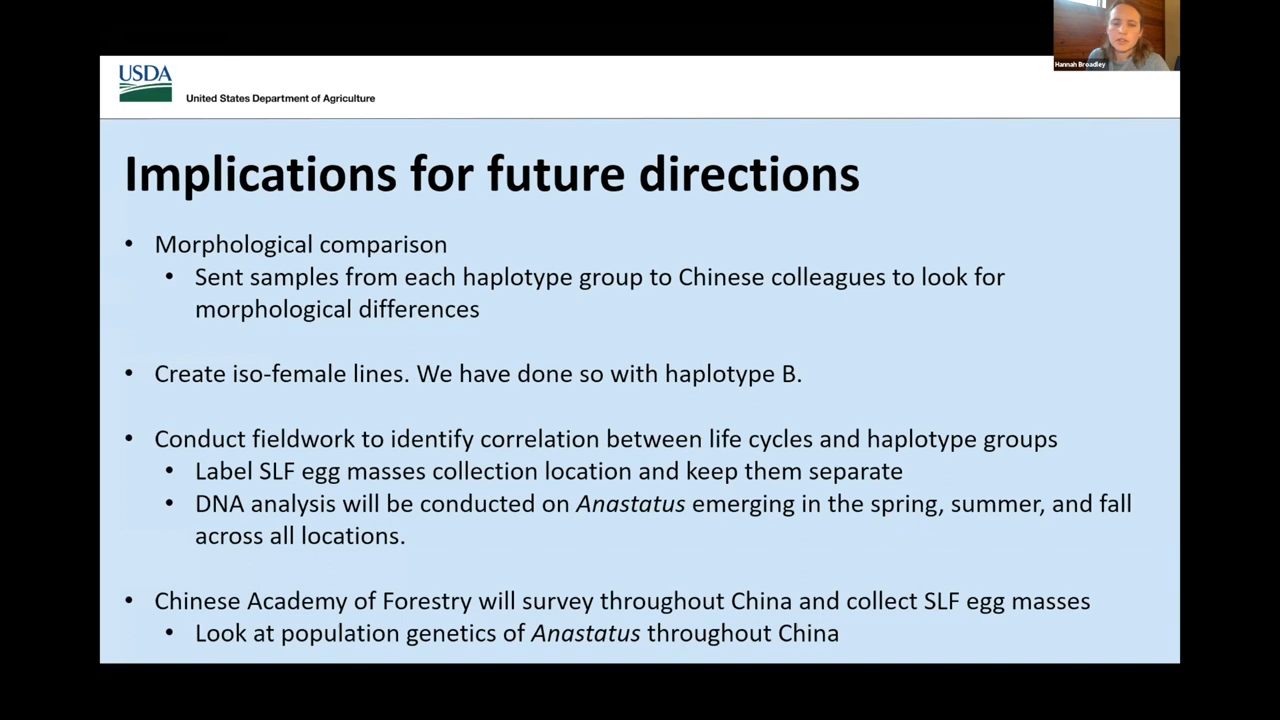 Hannah Broadley
USDA
United States Department of Agriculture
Implications for future directions
• Morphological comparison
• Sent samples from each haplotype group to Chinese colleagues to look for
morphological differences
• Create iso-female lines. We have done so with haplotype B.
• Conduct fieldwork to identify correlation between life cycles and haplotype groups
• Label SLF egg masses collection location and keep them separate
• DNA analysis will be conducted on Anastatus emerging in the spring, summer, and fall
across all locations.
• Chinese Academy of Forestry will survey throughout China and collect SLF egg masses
• Look at population genetics of Anastatus throughout China